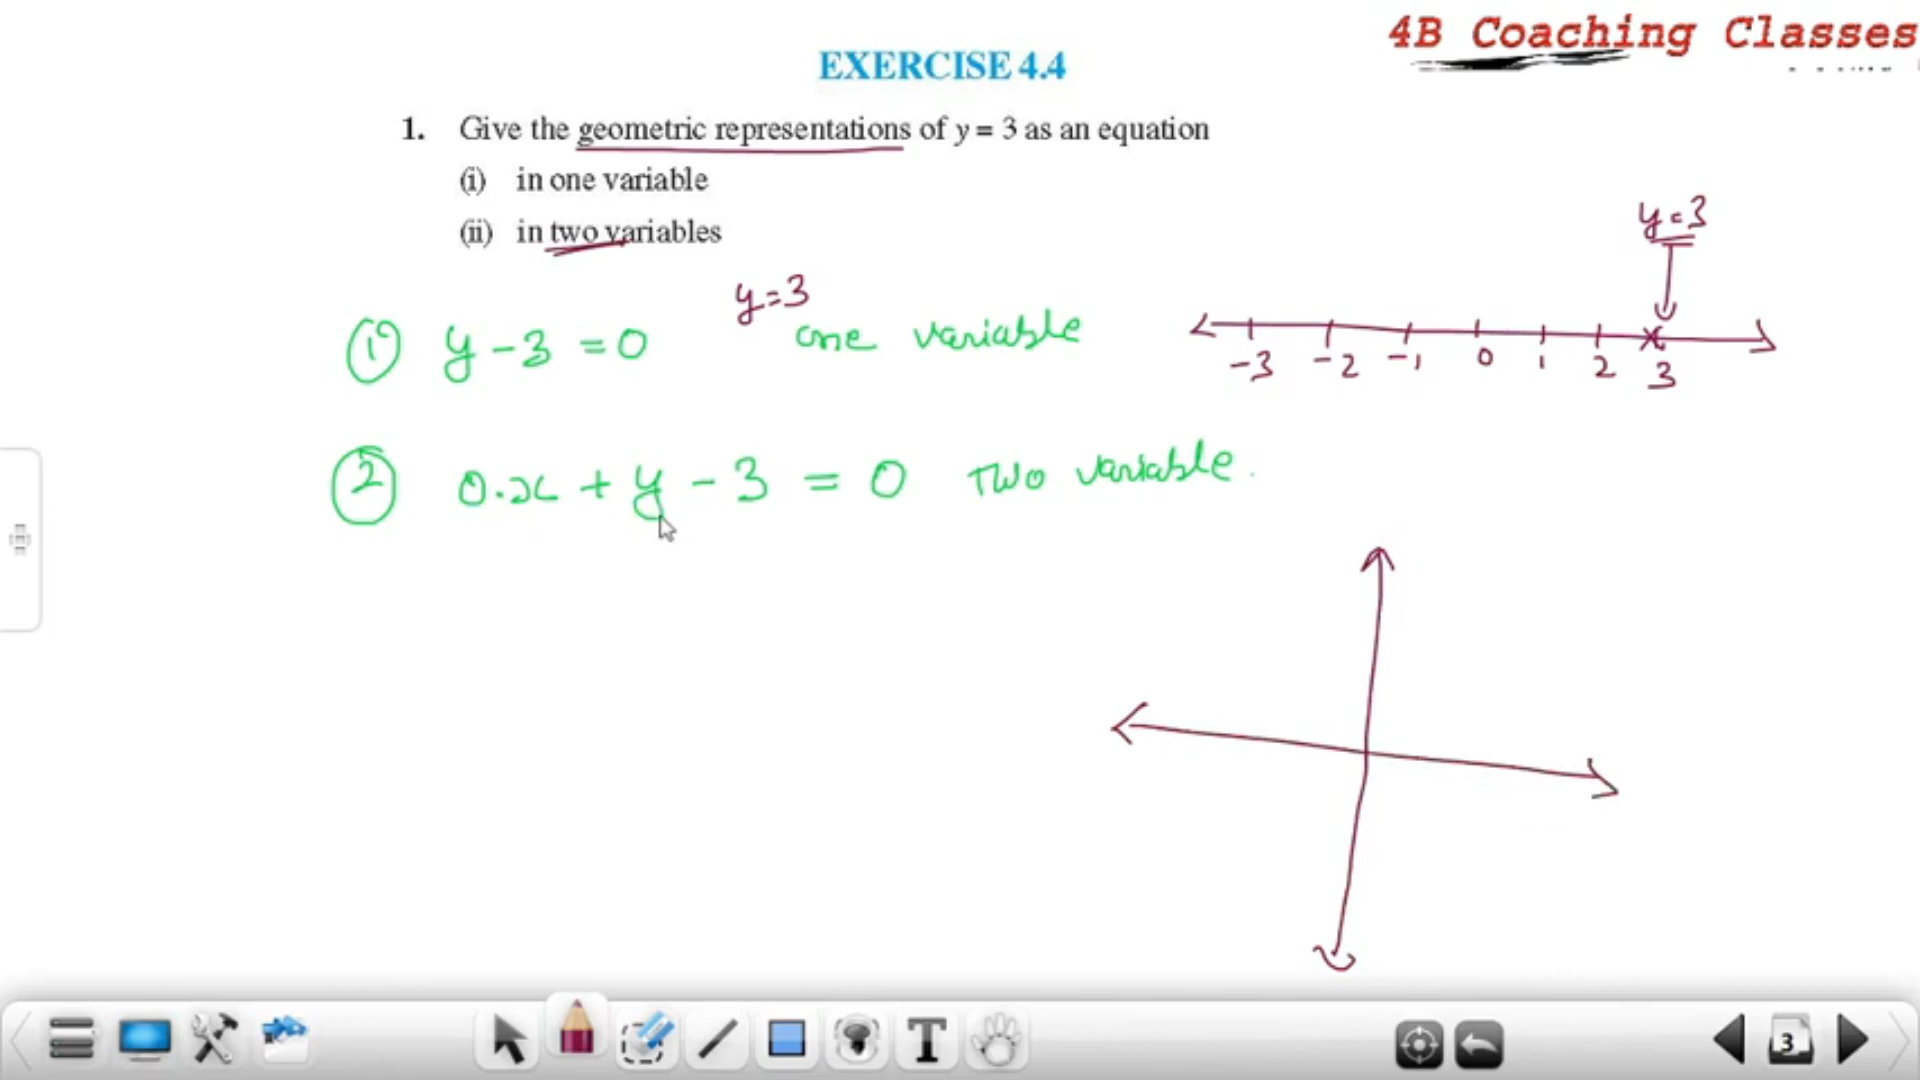 4B Coaching Classes
EXERCISE 4.4
1. Give the geometric representations of y = 3 as an equation
(i) in one variable
(ii) in two variables
y=3
y=3
① y-3=0 one variable
-3 -2 -1 0 1 2 3
② 0.x + y - 3 = 0 Two variable.
T
3